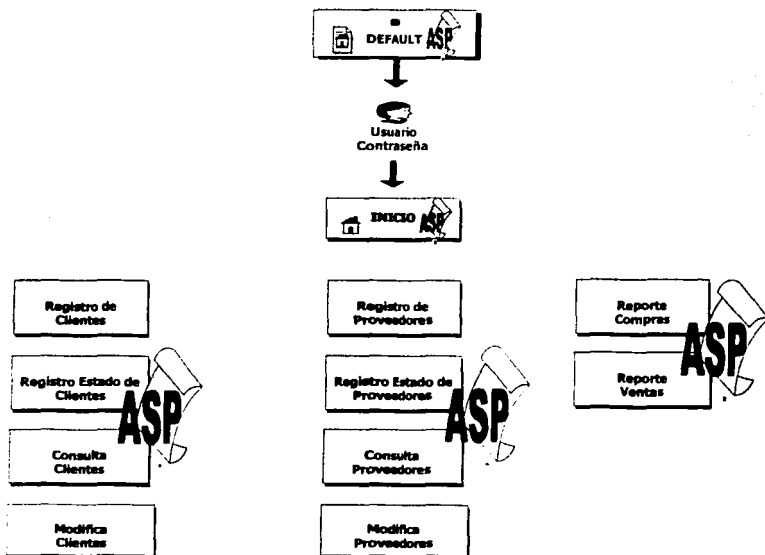 DEFAULT ASP
Usuario
Contraseña
INICIO ASP
Registro de
Clientes
Registro Estado de
Clientes
Consulta
Clientes
Modifica
Clientes
ASP
Registro de
Proveedores
Registro Estado de
Proveedores
Consulta
Proveedores
Modifica
Proveedores
ASP
Reporte
Compras
Reporte
Ventas
ASP